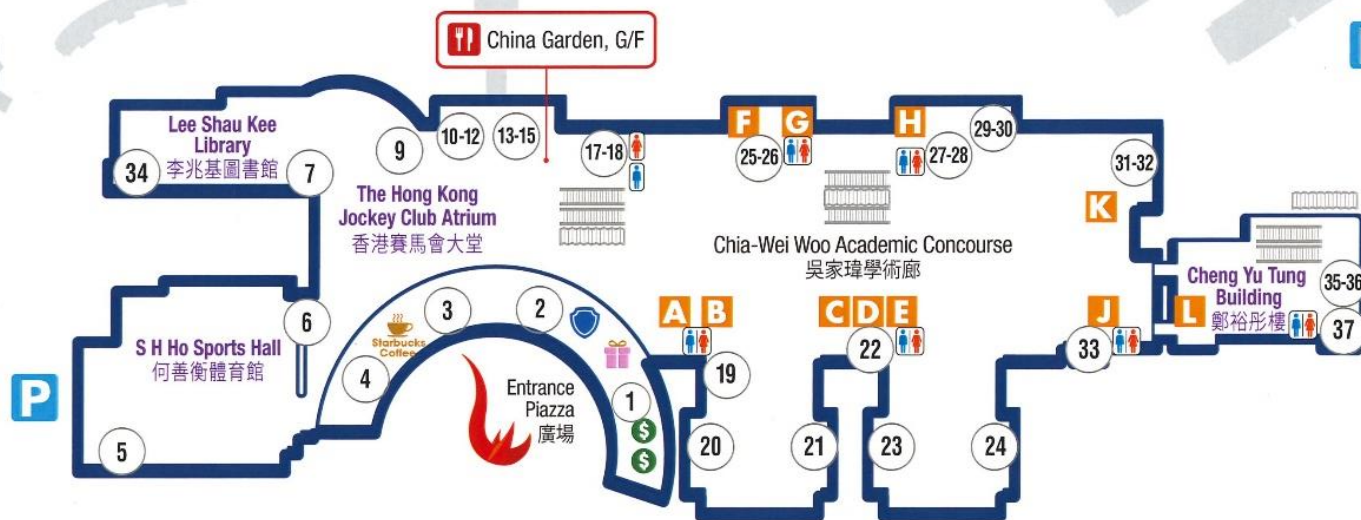 China Garden, G/F
Lee Shau Kee
Library
李兆基圖書館
34
7
9
10-12
13-15
17-18
The Hong Kong
Jockey Club Atrium
香港賽馬會大堂
F
G
25-26
H
27-28
29-30
31-32
K
Chia-Wei Woo Academic Concourse
吳家瑋學術廊
Cheng Yu Tung
Building
鄭裕彤樓
L
35-36
37
J
33
S H Ho Sports Hall
何善衡體育館
P
5
6
4
Starbucks
Coffee
3
2
Entrance
Piazza
廣場
1
$
$
A
B
19
20
21
C
D
E
22
23
24